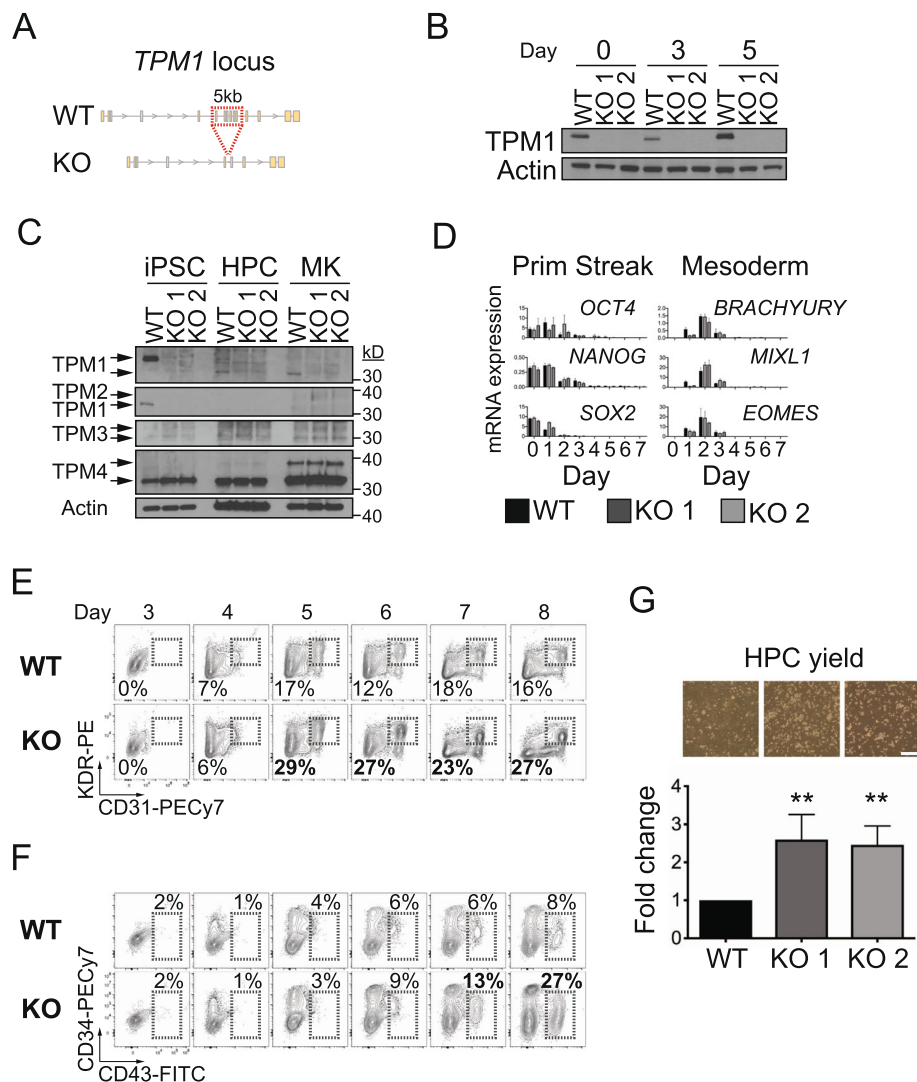 A
TPM1 locus
5kb
WT
KO
B
Day 0 3 5
WT KO 1 KO 2 WT KO 1 KO 2 WT KO 1 KO 2
TPM1
Actin
C
iPSC HPC MK
WT KO 1 KO 2 WT KO 1 KO 2 WT KO 1 KO 2
kD
TPM1
30
TPM2 40
TPM1
30
TPM3
30
TPM4 40
30
Actin
40
D
Prim Streak Mesoderm
mRNA expression
OCT4 BRACHYURY
NANOG MIXL1
SOX2 EOMES
0 1 2 3 4 5 6 7 0 1 2 3 4 5 6 7
Day Day
WT KO 1 KO 2
E
Day 3 4 5 6 7 8
WT
0% 7% 17% 12% 18% 16%
KO
0% 6% 29% 27% 23% 27%
KDR-PE
CD31-PECy7
F
2% 1% 4% 6% 6% 8%
WT
2% 1% 3% 9% 13% 27%
KO
CD34-PECy7
CD43-FITC
G
HPC yield
Fold change
4
3
2
1
0
** **
WT KO 1 KO 2